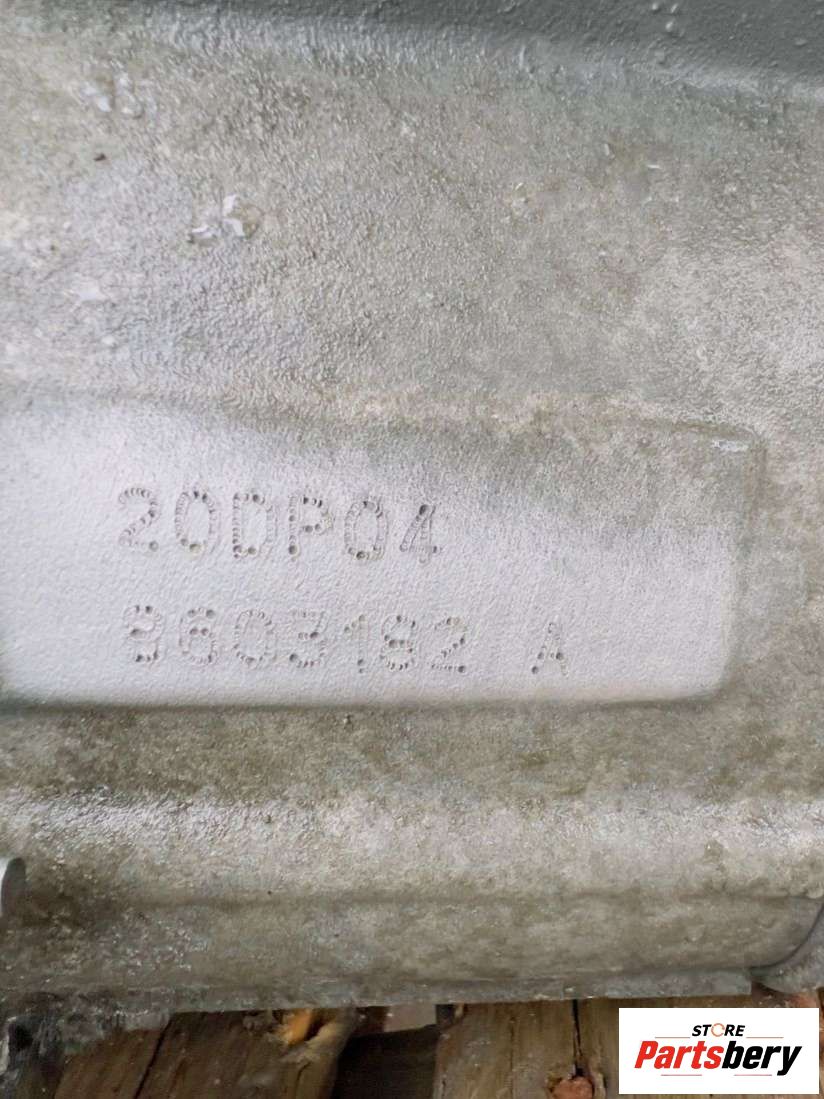 20DP04
9603182 A
STORE
Partsbery